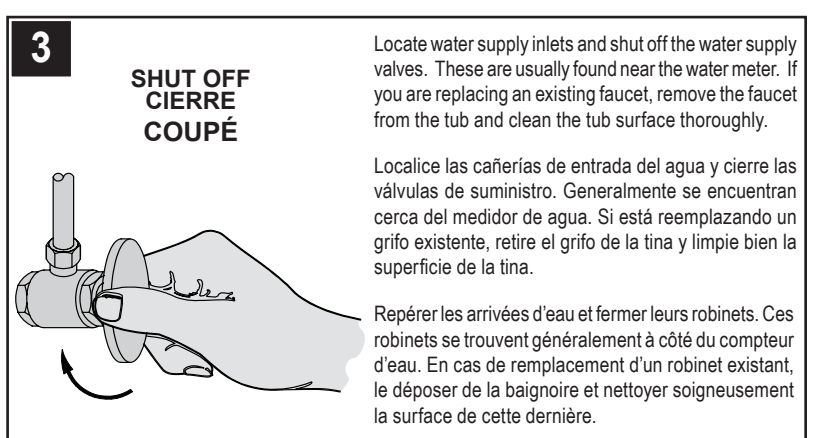 3
SHUT OFF
CIERRE
COUPÉ
Locate water supply inlets and shut off the water supply
valves. These are usually found near the water meter. If
you are replacing an existing faucet, remove the faucet
from the tub and clean the tub surface thoroughly.
Localice las cañerías de entrada del agua y cierre las
válvulas de suministro. Generalmente se encuentran
cerca del medidor de agua. Si está reemplazando un
grifo existente, retire el grifo de la tina y limpie bien la
superficie de la tina.
Repérer les arrivées d’eau et fermer leurs robinets. Ces
robinets se trouvent généralement à côté du compteur
d’eau. En cas de remplacement d’un robinet existant,
le déposer de la baignoire et nettoyer soigneusement
la surface de cette dernière.